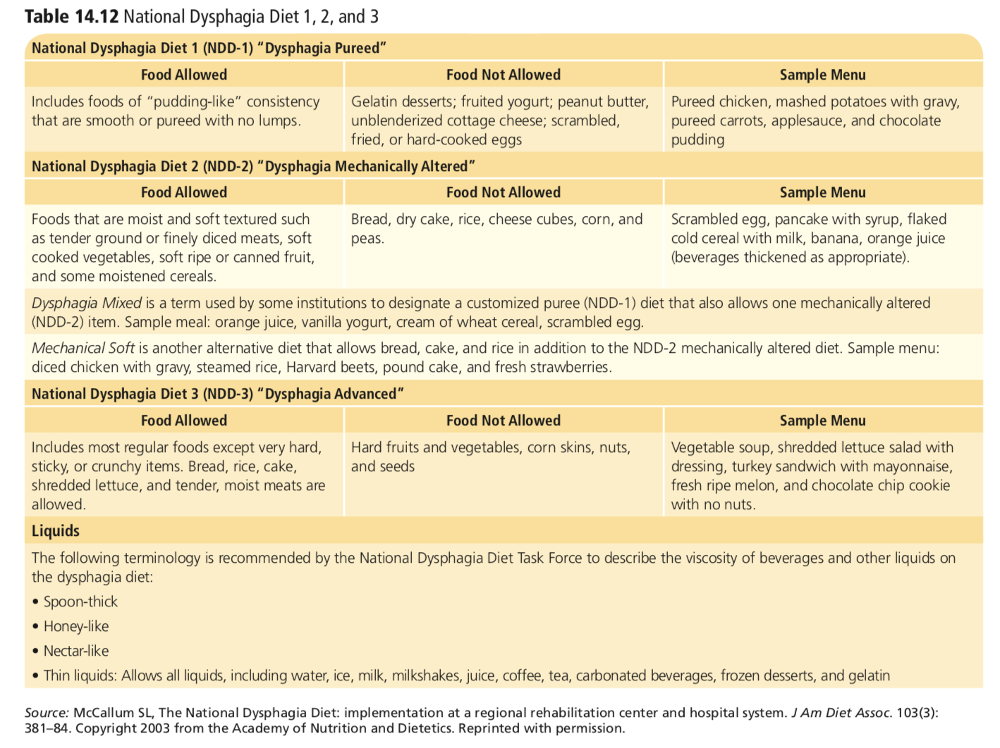 Table 14.12 National Dysphagia Diet 1, 2, and 3
National Dysphagia Diet 1 (NDD-1) “Dysphagia Pureed”
Food Allowed
Food Not Allowed
Sample Menu
Includes foods of “pudding-like” consistency
that are smooth or pureed with no lumps.
Gelatin desserts; fruited yogurt; peanut butter,
unblenderized cottage cheese; scrambled,
fried, or hard-cooked eggs
Pureed chicken, mashed potatoes with gravy,
pureed carrots, applesauce, and chocolate
pudding
National Dysphagia Diet 2 (NDD-2) “Dysphagia Mechanically Altered”
Food Allowed
Food Not Allowed
Sample Menu
Foods that are moist and soft textured such
as tender ground or finely diced meats, soft
cooked vegetables, soft ripe or canned fruit,
and some moistened cereals.
Bread, dry cake, rice, cheese cubes, corn, and
peas.
Scrambled egg, pancake with syrup, flaked
cold cereal with milk, banana, orange juice
(beverages thickened as appropriate).
Dysphagia Mixed is a term used by some institutions to designate a customized puree (NDD-1) diet that also allows one mechanically altered
(NDD-2) item. Sample meal: orange juice, vanilla yogurt, cream of wheat cereal, scrambled egg.
Mechanical Soft is another alternative diet that allows bread, cake, and rice in addition to the NDD-2 mechanically altered diet. Sample menu:
diced chicken with gravy, steamed rice, Harvard beets, pound cake, and fresh strawberries.
National Dysphagia Diet 3 (NDD-3) “Dysphagia Advanced”
Food Allowed
Food Not Allowed
Sample Menu
Includes most regular foods except very hard,
sticky, or crunchy items. Bread, rice, cake,
shredded lettuce, and tender, moist meats are
allowed.
Hard fruits and vegetables, corn skins, nuts,
and seeds
Vegetable soup, shredded lettuce salad with
dressing, turkey sandwich with mayonnaise,
fresh ripe melon, and chocolate chip cookie
with no nuts.
Liquids
The following terminology is recommended by the National Dysphagia Diet Task Force to describe the viscosity of beverages and other liquids on
the dysphagia diet:
• Spoon-thick
• Honey-like
• Nectar-like
• Thin liquids: Allows all liquids, including water, ice, milk, milkshakes, juice, coffee, tea, carbonated beverages, frozen desserts, and gelatin
Source: McCallum SL, The National Dysphagia Diet: implementation at a regional rehabilitation center and hospital system. J Am Diet Assoc. 103(3):
381–84. Copyright 2003 from the Academy of Nutrition and Dietetics. Reprinted with permission.